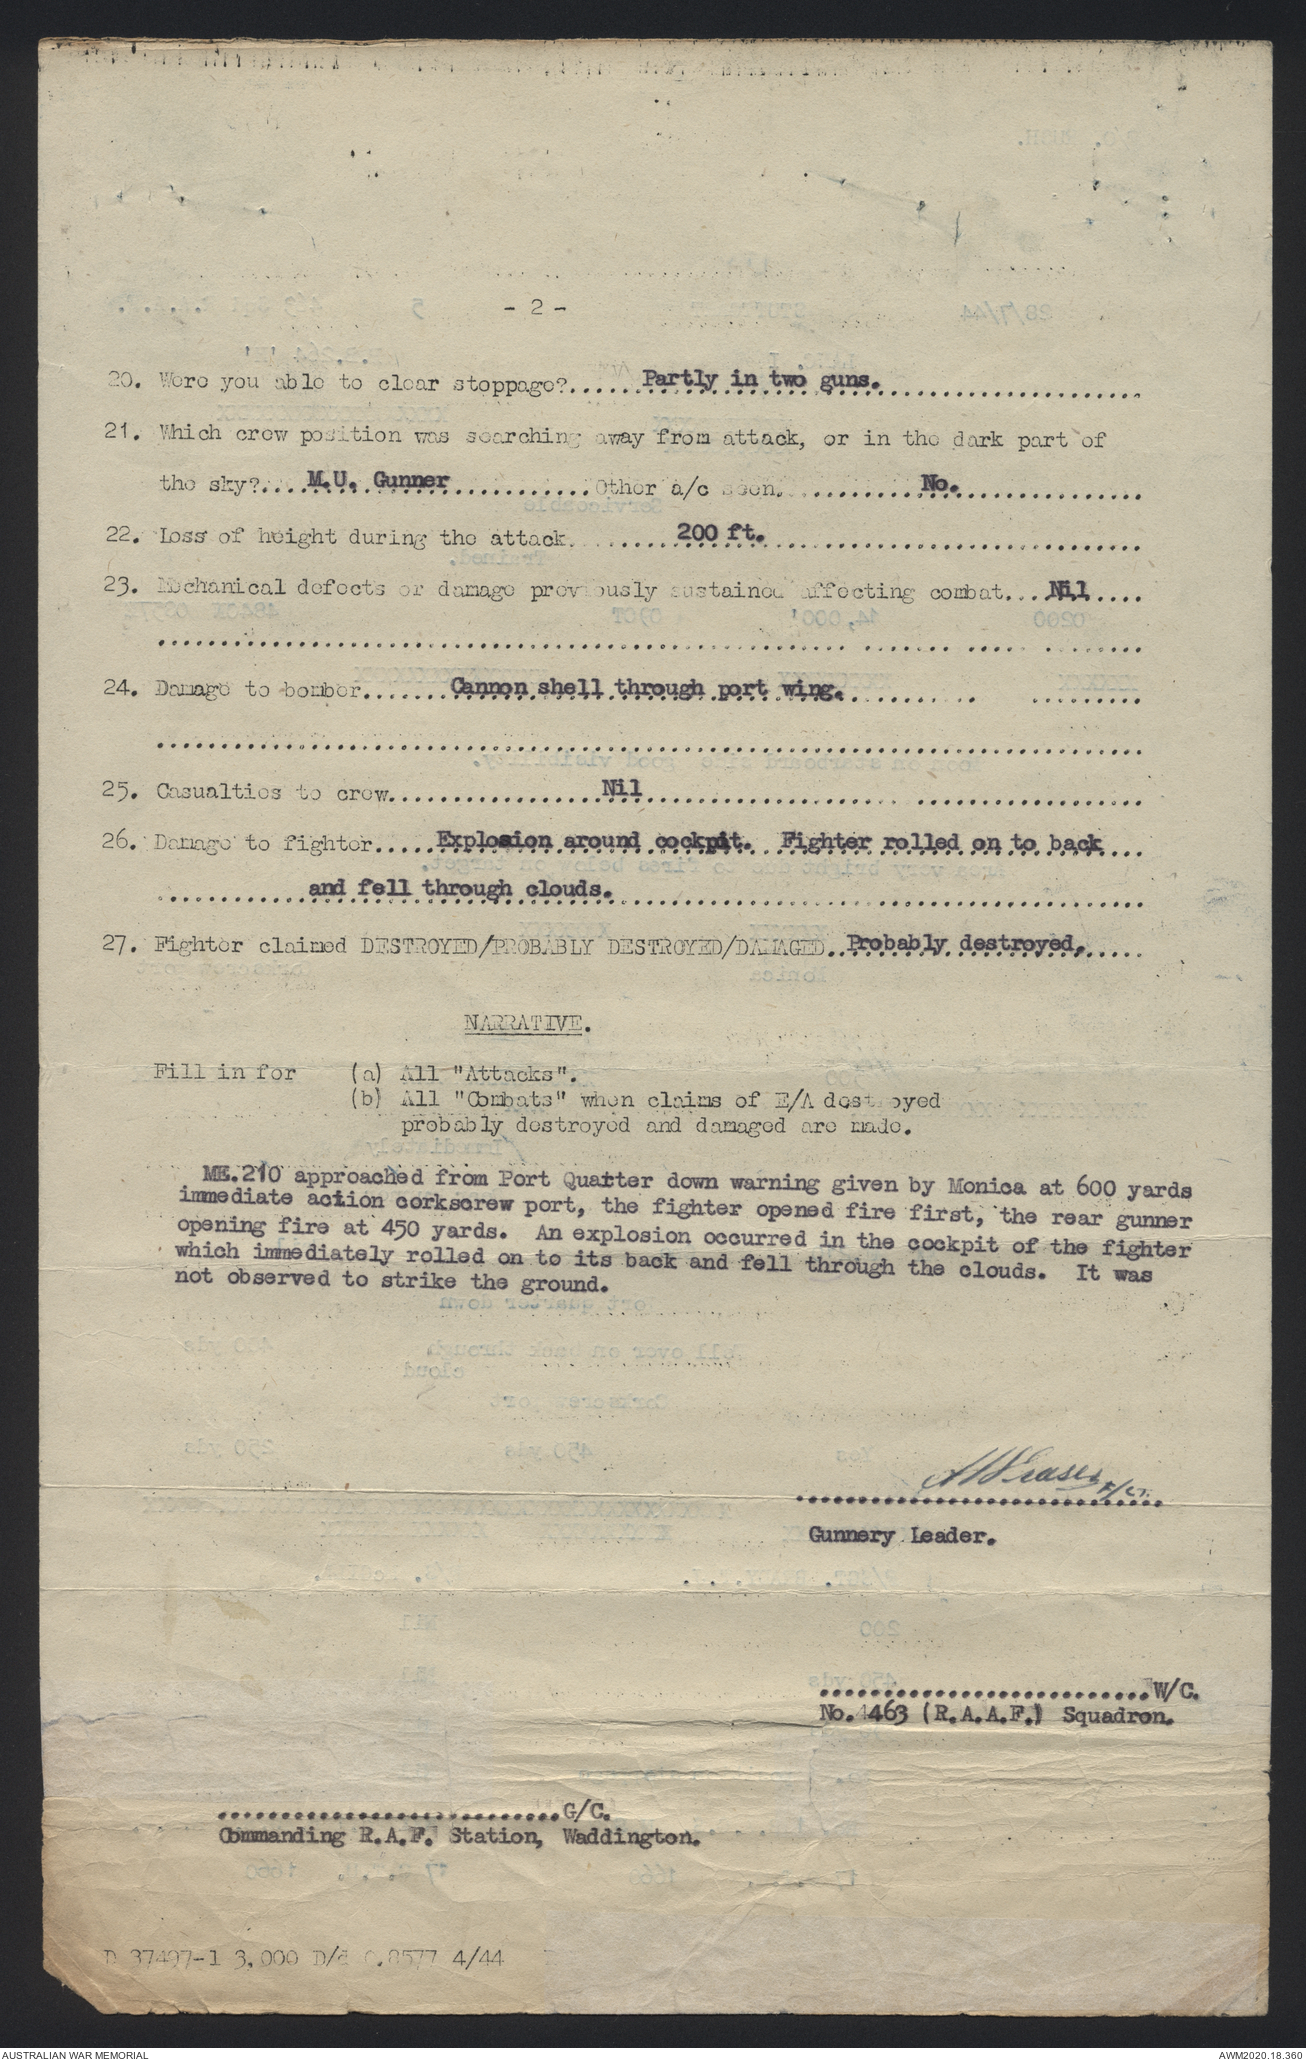 - 2 -
20. Were you able to clear stoppage?......Partly in two guns.
21. Which crew position was searching away from attack, or in the dark part of
the sky?....M.U. Gunner............Other a/c seen...........No.
22. Loss of height during the attack..........200 ft.
23. Mechanical defects or damage previously sustained affecting combat....Nil....
24. Damage to bomber.......Cannon shell through port wing.
25. Casualties to crew....................Nil
26. Damage to fighter.....Explosion around cockpit. Fighter rolled on to back
and fell through clouds.
27. Fighter claimed DESTROYED/PROBABLY DESTROYED/DAMAGED..Probably destroyed.
NARRATIVE.
Fill in for (a) All "Attacks".
(b) All "Combats" when claims of E/A destroyed
probably destroyed and damaged are made.
ME.210 approached from Port Quatter down warning given by Monica at 600 yards
immediate action corkscrew port, the fighter opened fire first, the rear gunner
opening fire at 450 yards. An explosion occurred in the cockpit of the fighter
which immediately rolled on to its back and fell through the clouds. It was
not observed to strike the ground.
F/LT.
Gunnery Leader.
W/C.
No. 463 (R.A.A.F.) Squadron.
G/C.
Commanding R.A.F. Station, Waddington.
D 37497-1 3,000 D/d C.8577 4/44
AUSTRALIAN WAR MEMORIAL
AWM2020.18.360